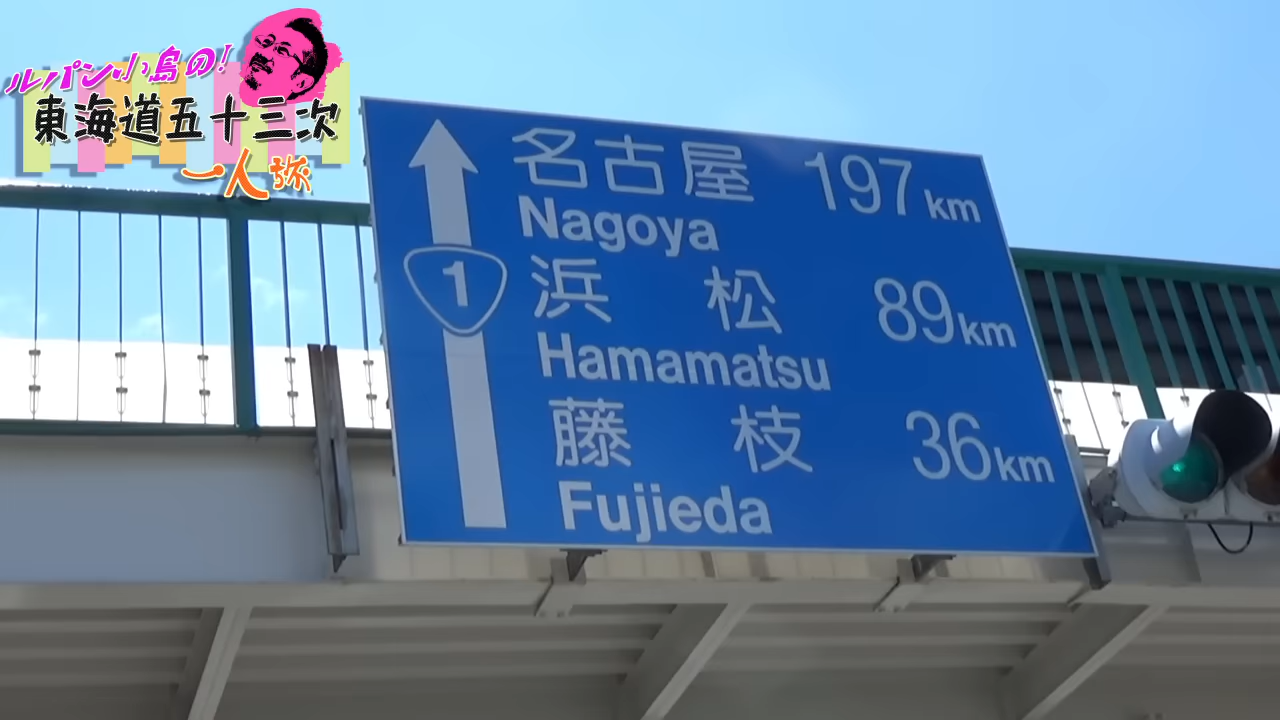 ルパン小島の!
東海道五十三次
一人旅
名古屋 197km
Nagoya
1
浜松 89km
Hamamatsu
藤枝 36km
Fujieda